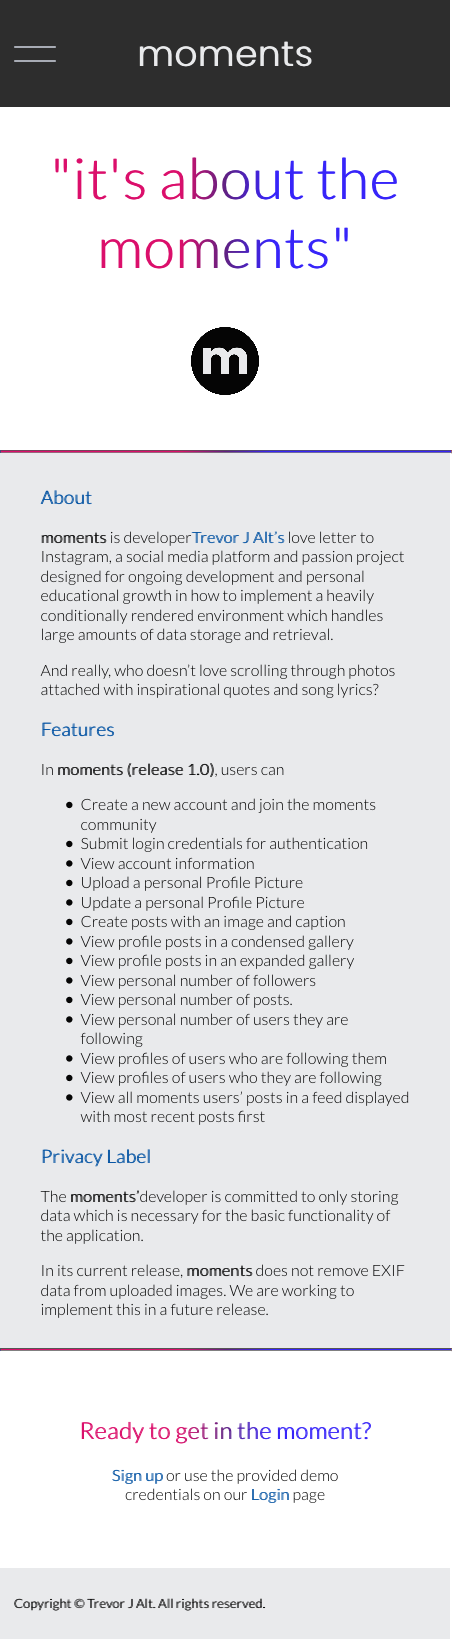 moments
"it's about the
moments"
m
About
moments is developerTrevor J Alt’s love letter to
Instagram, a social media platform and passion project
designed for ongoing development and personal
educational growth in how to implement a heavily
conditionally rendered environment which handles
large amounts of data storage and retrieval.
And really, who doesn’t love scrolling through photos
attached with inspirational quotes and song lyrics?
Features
In moments (release 1.0), users can
● Create a new account and join the moments
community
● Submit login credentials for authentication
● View account information
● Upload a personal Profile Picture
● Update a personal Profile Picture
● Create posts with an image and caption
● View profile posts in a condensed gallery
● View profile posts in an expanded gallery
● View personal number of followers
● View personal number of posts.
● View personal number of users they are
following
● View profiles of users who are following them
● View profiles of users who they are following
● View all moments users’ posts in a feed displayed
with most recent posts first
Privacy Label
The moments’developer is committed to only storing
data which is necessary for the basic functionality of
the application.
In its current release, moments does not remove EXIF
data from uploaded images. We are working to
implement this in a future release.
Ready to get in the moment?
Sign up or use the provided demo
credentials on our Login page
Copyright © Trevor J Alt. All rights reserved.